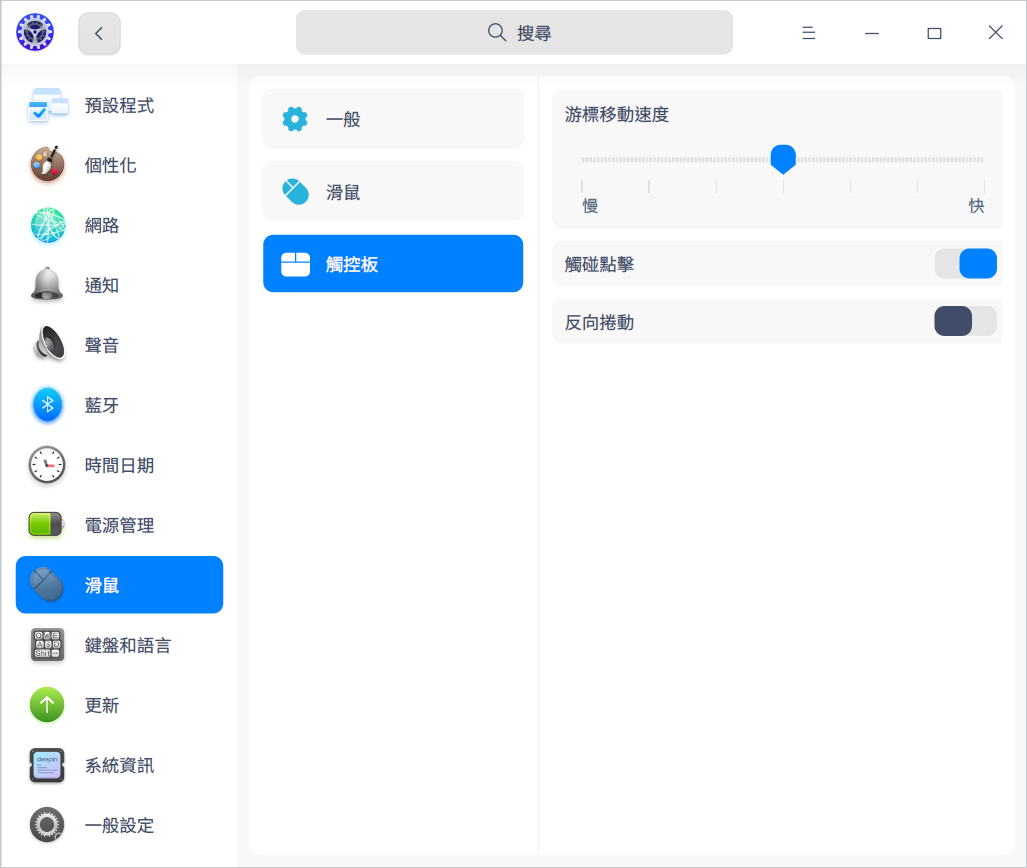 搜尋
預設程式
個性化
網路
通知
聲音
藍牙
時間日期
電源管理
滑鼠
鍵盤和語言
更新
deepin
系統資訊
一般設定
一般
滑鼠
觸控板
游標移動速度
慢
快
觸碰點擊
反向捲動